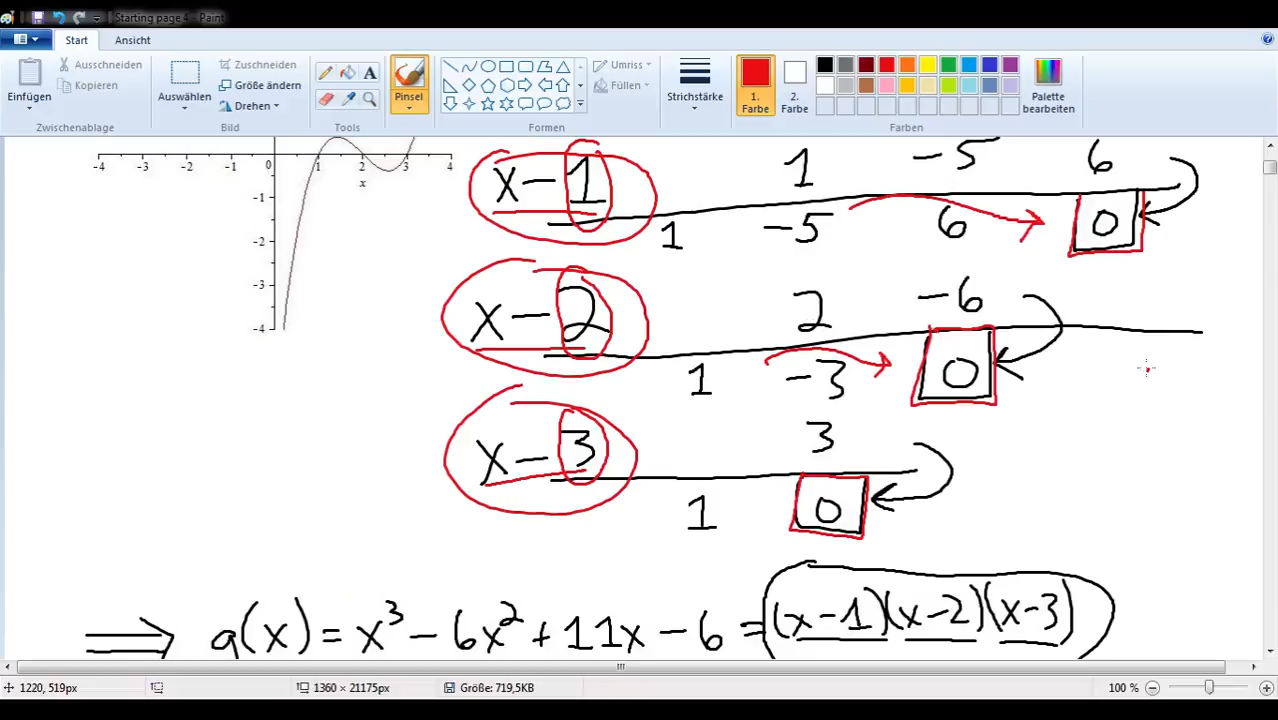 Starting page 4 - Paint
Start Ansicht
Einfügen
Ausschneiden
Kopieren
Zwischenablage
Auswählen
Zuschneiden
Größe ändern
Drehen
Bild
A
Tools
Pinsel
Umriss
Füllen
Formen
Strichstärke
1. Farbe
2. Farbe
Palette bearbeiten
Farben
-4 -3 -2 -1 0 1 2 3 4
x
-1
-2
-3
-4
1 -5 6
x-1
1 -5 6 0
2 -6
x-2
1 -3 0
3
x-3
1 0
⟹ q(x) = x³ - 6x² + 11x - 6 = (x-1)(x-2)(x-3)
1220, 519px
1360 × 21175px
Größe: 719,5KB
100 %